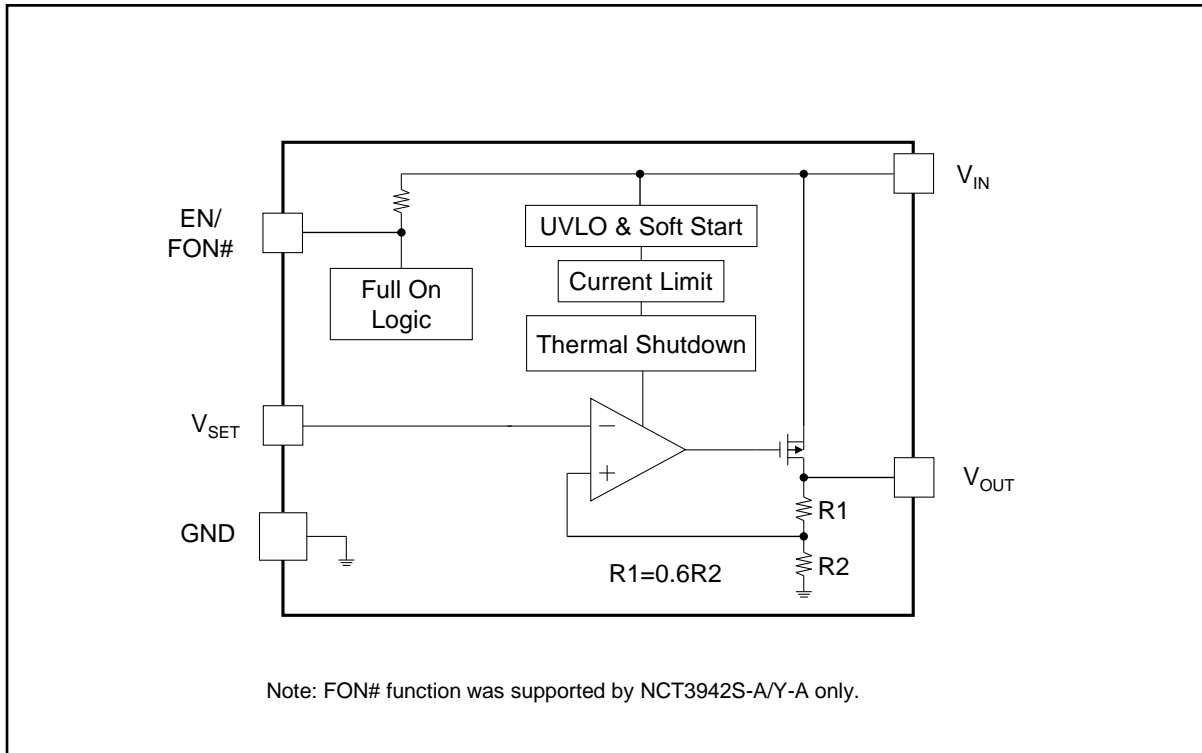 V_IN
EN/
FON#
UVLO & Soft Start
Current Limit
Full On
Logic
Thermal Shutdown
V_SET
−
+
V_OUT
R1
GND
R1=0.6R2
R2
Note: FON# function was supported by NCT3942S-A/Y-A only.